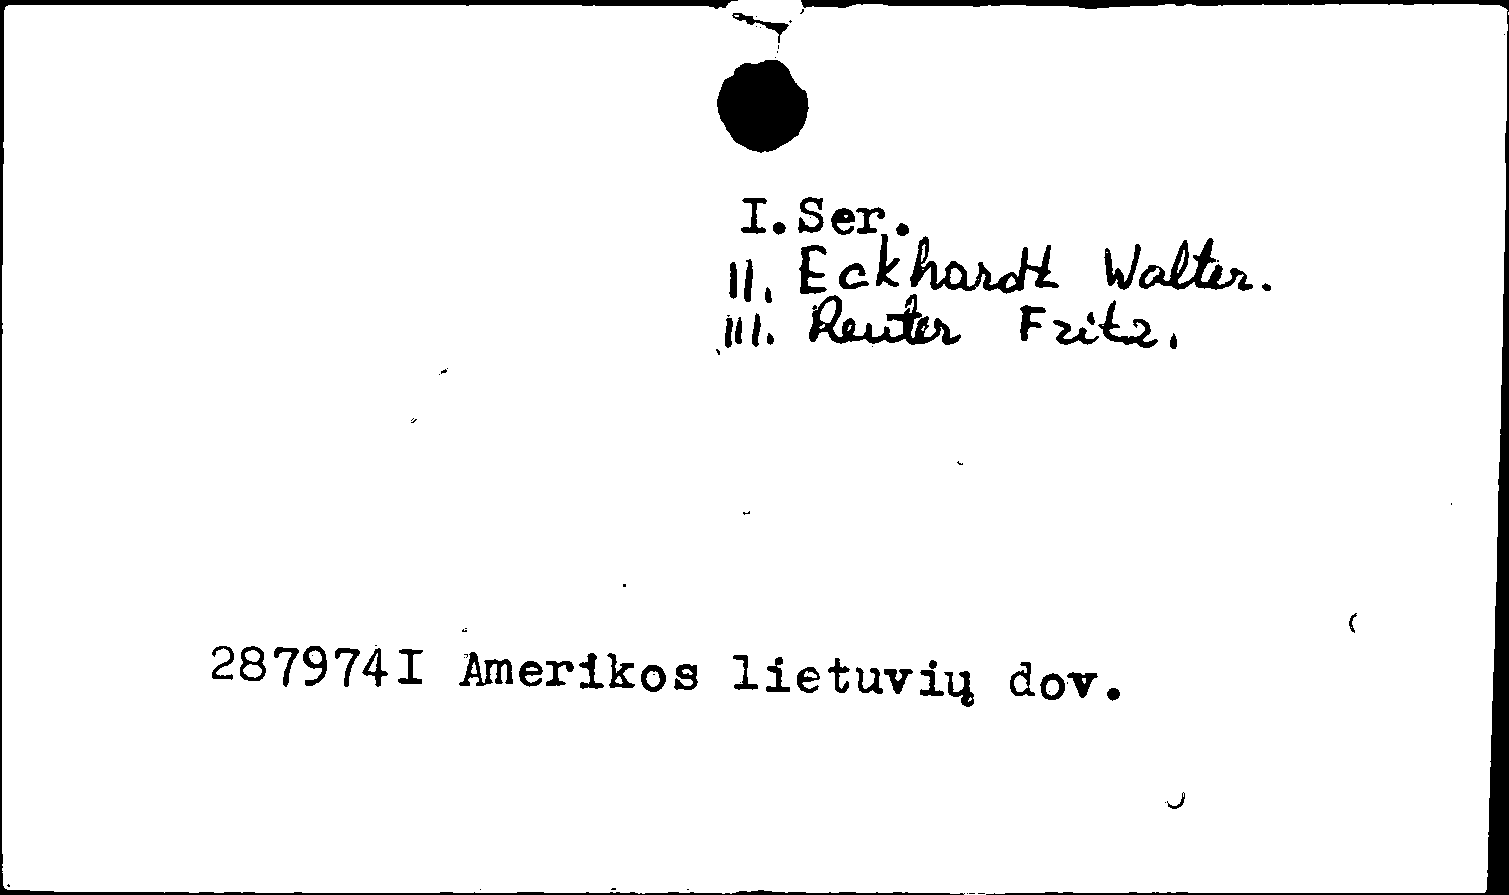 I.Ser.
II. Eckhardt Walter.
III. Reuter Fritz.
287974I Amerikos lietuvių dov.